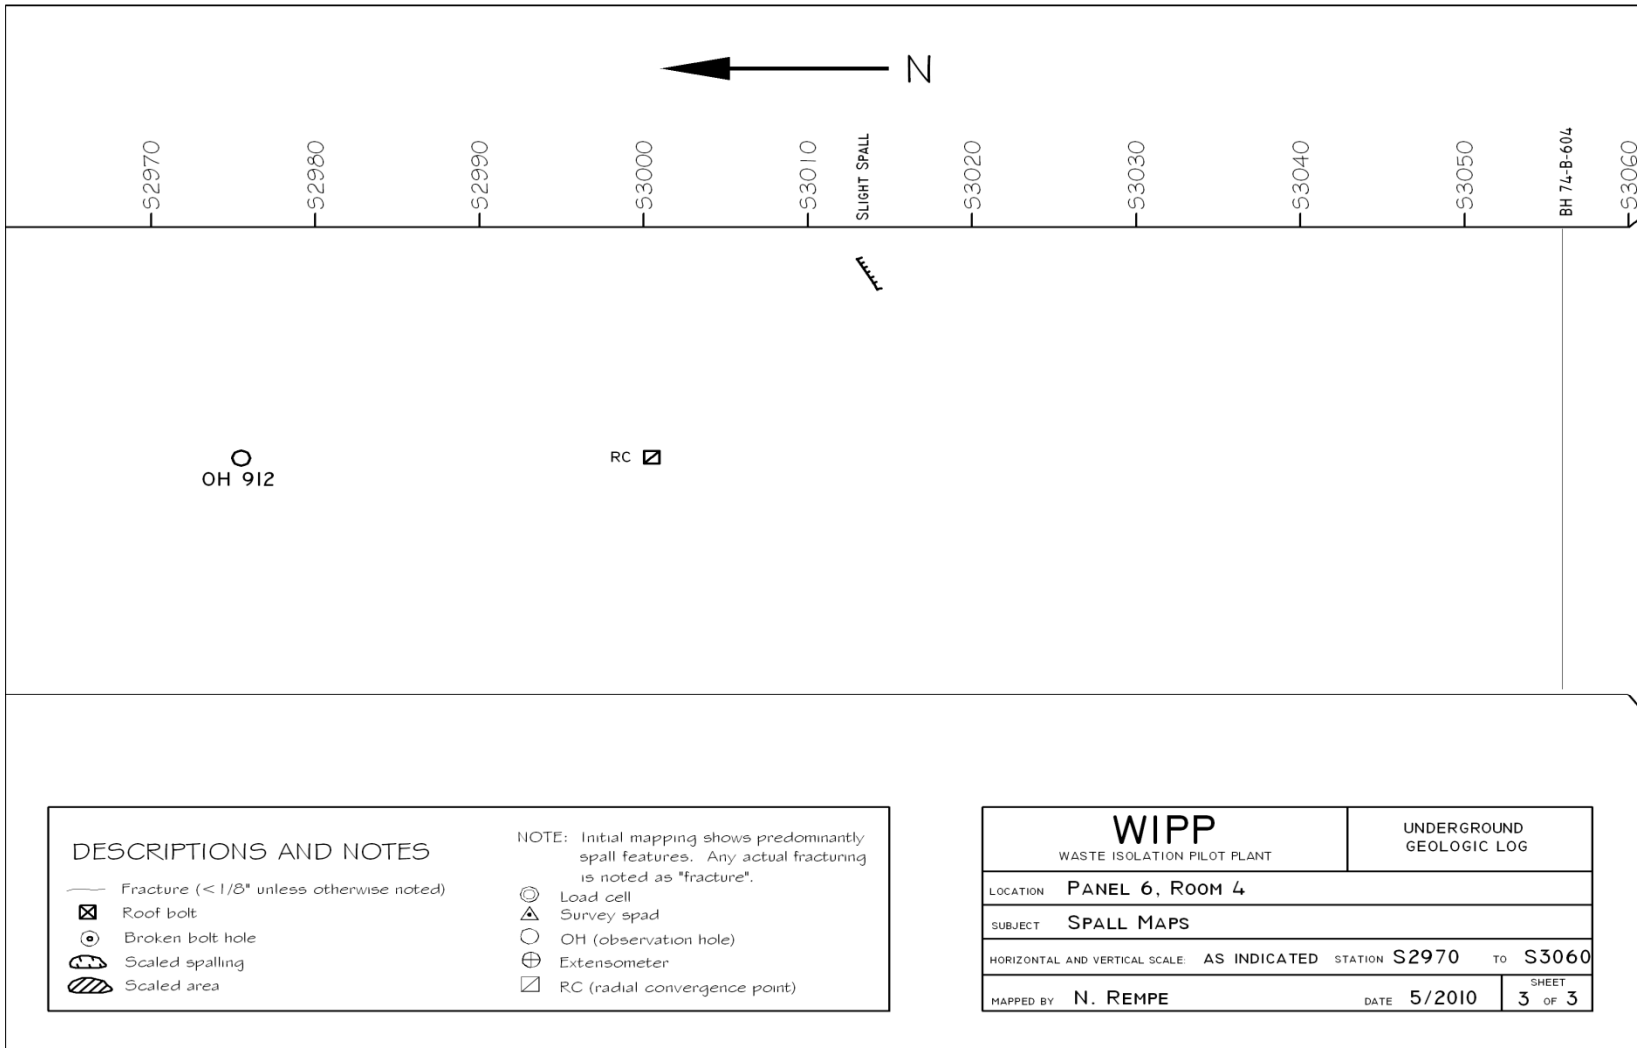 N
S2970
S2980
S2990
S3000
S3010
SLIGHT SPALL
S3020
S3030
S3040
S3050
BH 74-B-604
S3060
OH 912
RC
DESCRIPTIONS AND NOTES
Fracture (< 1/8" unless otherwise noted)
Roof bolt
Broken bolt hole
Scaled spalling
Scaled area
NOTE: Initial mapping shows predominantly
spall features. Any actual fracturing
is noted as "fracture".
Load cell
Survey spad
OH (observation hole)
Extensometer
RC (radial convergence point)
WIPP
WASTE ISOLATION PILOT PLANT
UNDERGROUND
GEOLOGIC LOG
LOCATION PANEL 6, ROOM 4
SUBJECT SPALL MAPS
HORIZONTAL AND VERTICAL SCALE: AS INDICATED STATION S2970 TO S3060
MAPPED BY N. REMPE DATE 5/2010
SHEET
3 OF 3